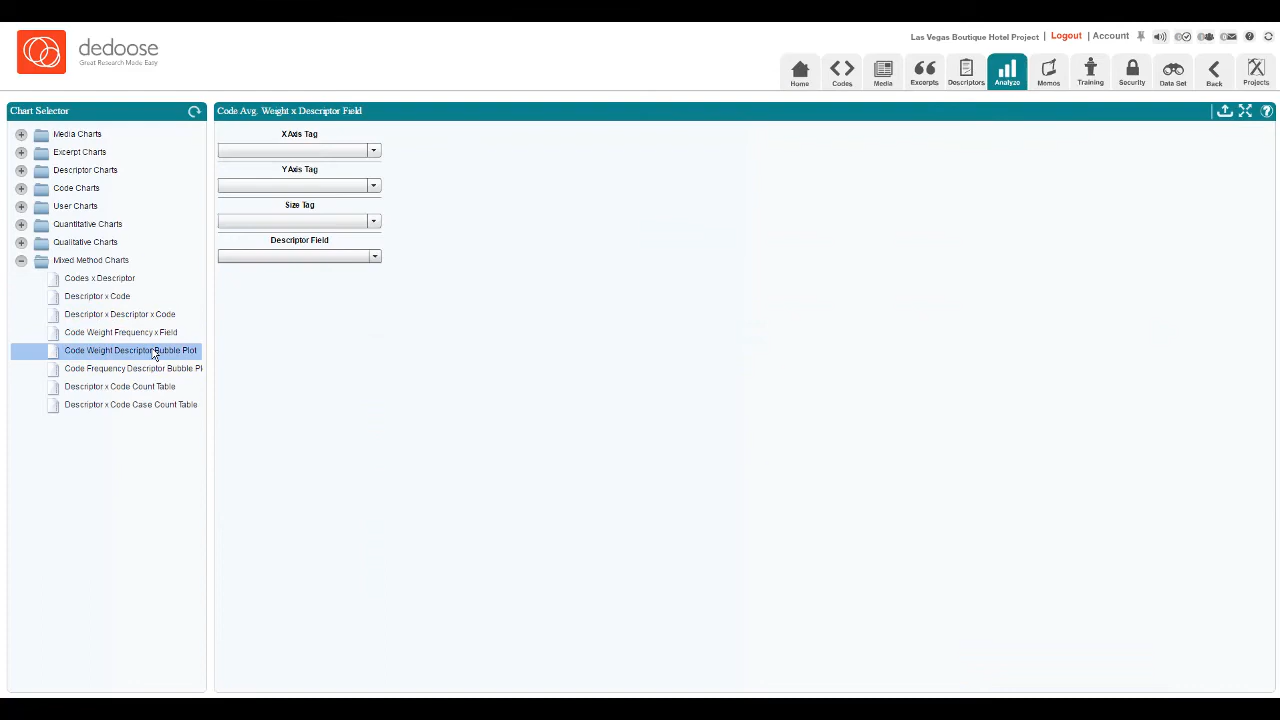 dedoose
Great Research Made Easy
Las Vegas Boutique Hotel Project | Logout | Account
Home Codes Media Excerpts Descriptors Analyze Memos Training Security Data Set Back Projects
Chart Selector
Media Charts
Excerpt Charts
Descriptor Charts
Code Charts
User Charts
Quantitative Charts
Qualitative Charts
Mixed Method Charts
Codes x Descriptor
Descriptor x Code
Descriptor x Descriptor x Code
Code Weight Frequency x Field
Code Weight Descriptor Bubble Plot
Code Frequency Descriptor Bubble Pl
Descriptor x Code Count Table
Descriptor x Code Case Count Table
Code Avg. Weight x Descriptor Field
XAxis Tag
YAxis Tag
Size Tag
Descriptor Field